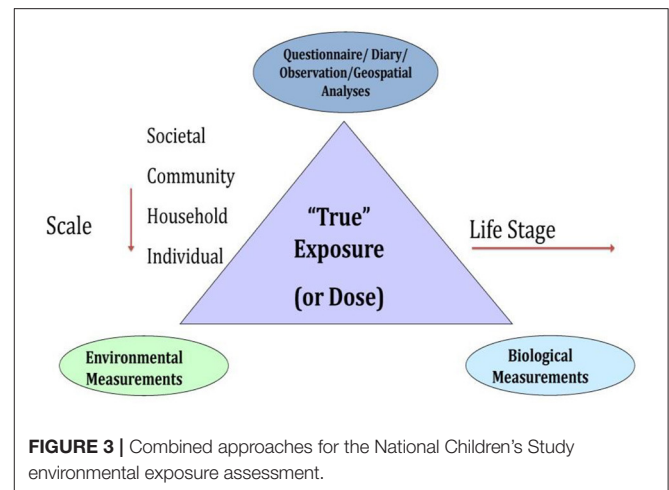 Questionnaire/ Diary/
Observation/Geospatial
Analyses
Societal
Community
Scale
Household
Individual
“True”
Exposure
(or Dose)
Life Stage
Environmental
Measurements
Biological
Measurements
FIGURE 3 | Combined approaches for the National Children’s Study
environmental exposure assessment.